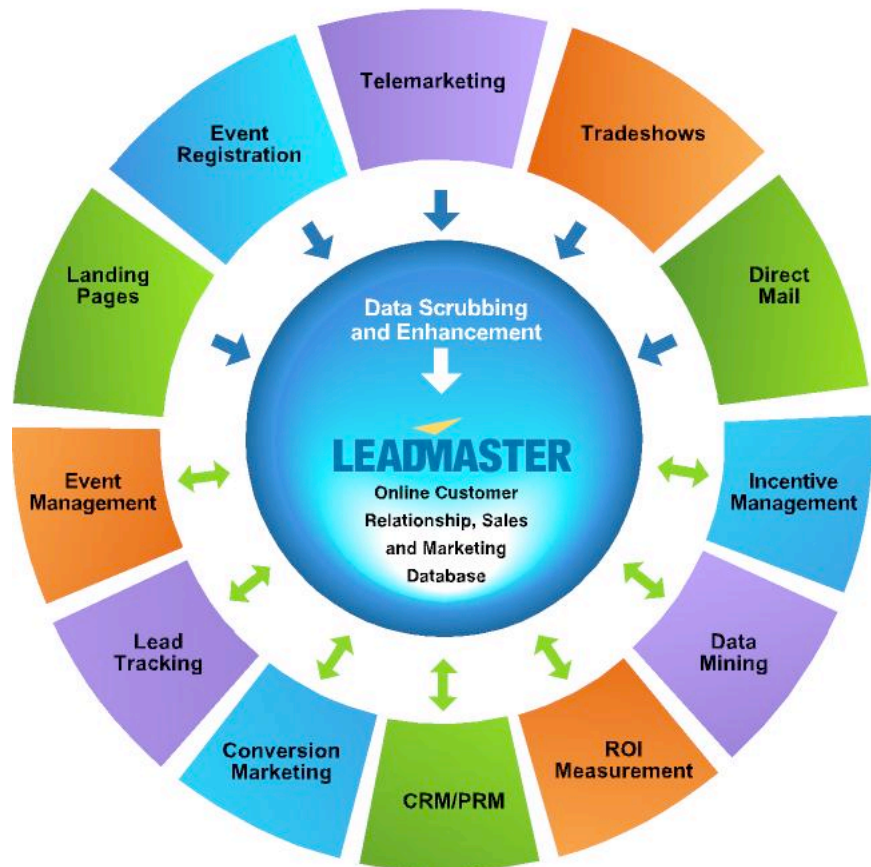 Telemarketing
Event
Registration
Tradeshows
Landing
Pages
Direct
Mail
Data Scrubbing
and Enhancement
LEADMASTER
Online Customer
Relationship, Sales
and Marketing
Database
Event
Management
Incentive
Management
Lead
Tracking
Data
Mining
Conversion
Marketing
CRM/PRM
ROI
Measurement